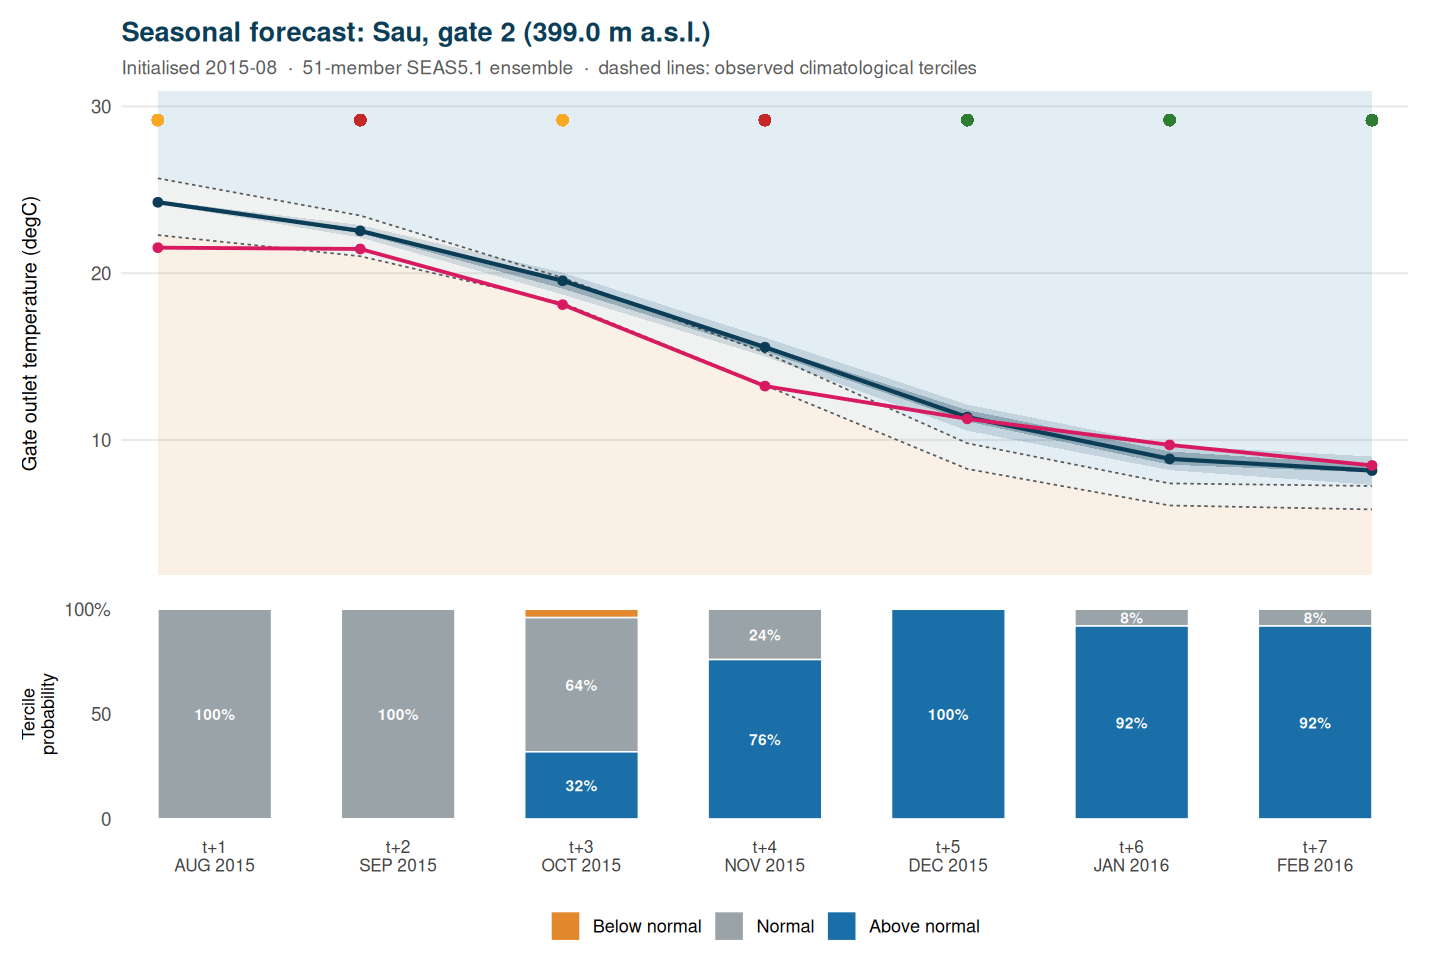 Seasonal forecast: Sau, gate 2 (399.0 m a.s.l.)
Initialised 2015-08 · 51-member SEAS5.1 ensemble · dashed lines: observed climatological terciles
30
20
10
Gate outlet temperature (degC)
100%
50
0
Tercile
probability
100%
100%
64%
32%
24%
76%
100%
8%
92%
8%
92%
t+1
AUG 2015
t+2
SEP 2015
t+3
OCT 2015
t+4
NOV 2015
t+5
DEC 2015
t+6
JAN 2016
t+7
FEB 2016
Below normal
Normal
Above normal